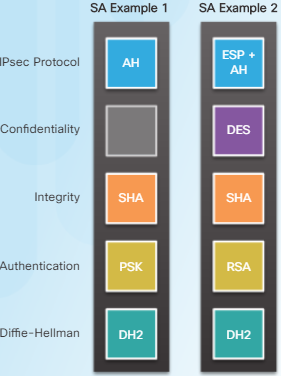 SA Example 1 SA Example 2
IPsec Protocol AH ESP +
AH
Confidentiality DES
Integrity SHA SHA
Authentication PSK RSA
Diffie-Hellman DH2 DH2